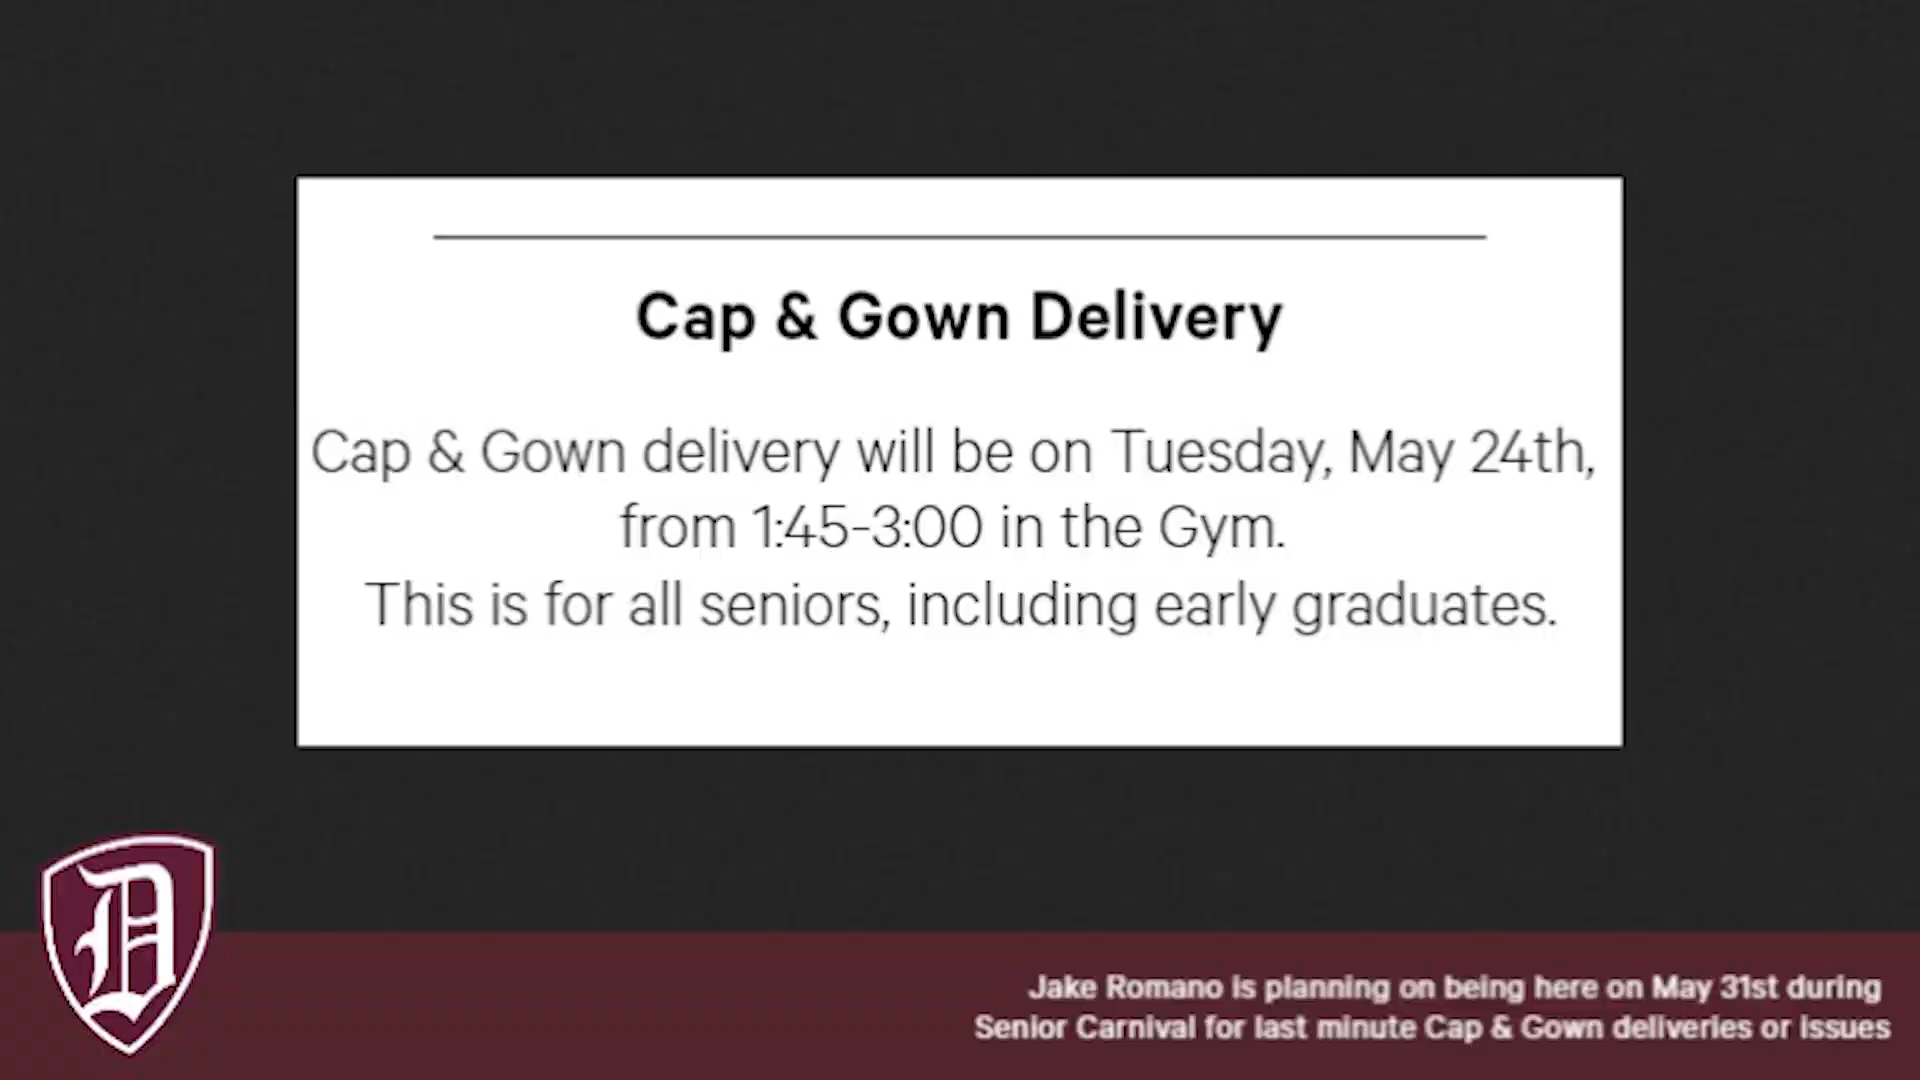 Cap & Gown Delivery
Cap & Gown delivery will be on Tuesday, May 24th,
from 1:45-3:00 in the Gym.
This is for all seniors, including early graduates.
D
Jake Romano is planning on being here on May 31st during
Senior Carnival for last minute Cap & Gown deliveries or issues